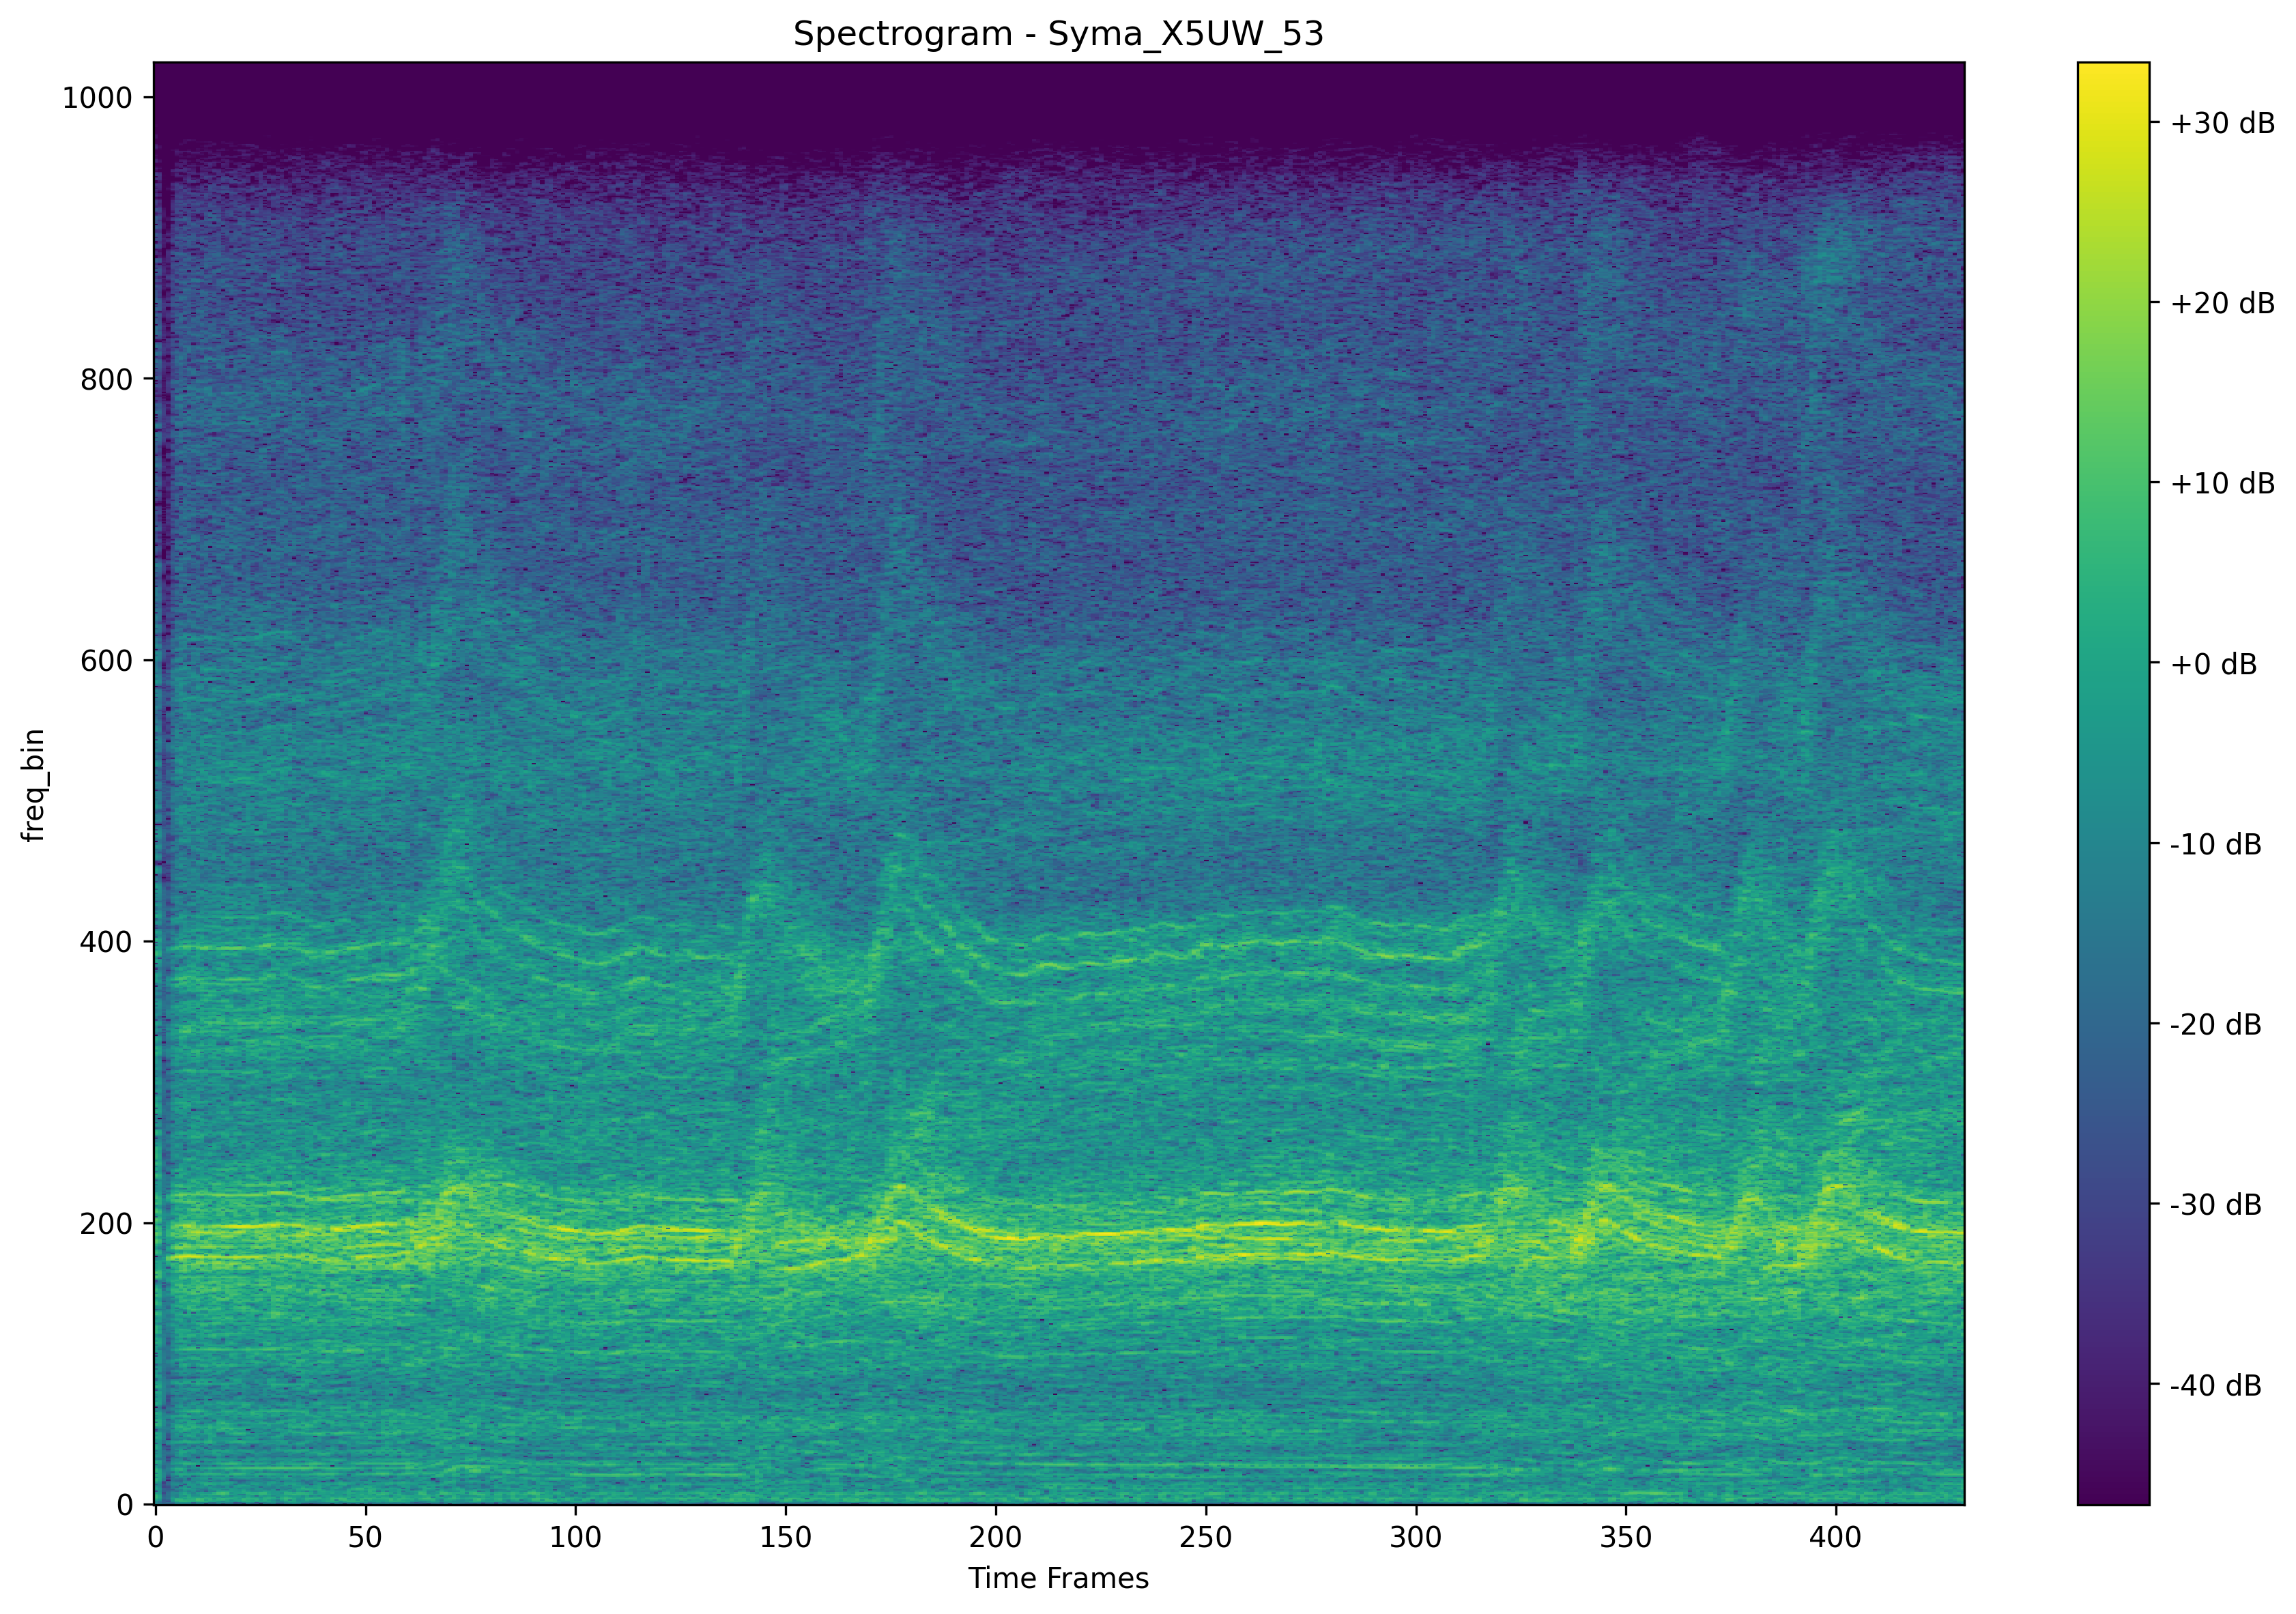 Spectrogram - Syma_X5UW_53
freq_bin
1000
800
600
400
200
0
0 50 100 150 200 250 300 350 400
Time Frames
+30 dB
+20 dB
+10 dB
+0 dB
-10 dB
-20 dB
-30 dB
-40 dB